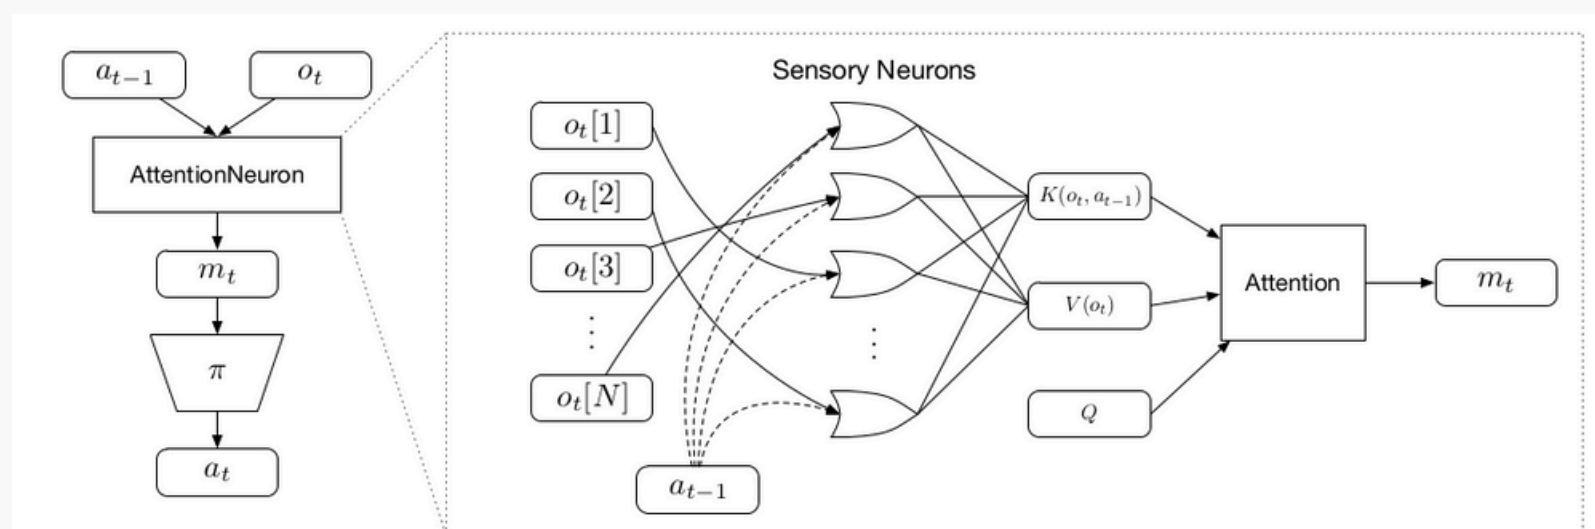 a_{t-1}
o_t
AttentionNeuron
m_t
π
a_t
Sensory Neurons
o_t[1]
o_t[2]
o_t[3]
⋮
o_t[N]
a_{t-1}
⋮
K(o_t, a_{t-1})
V(o_t)
Q
Attention
m_t